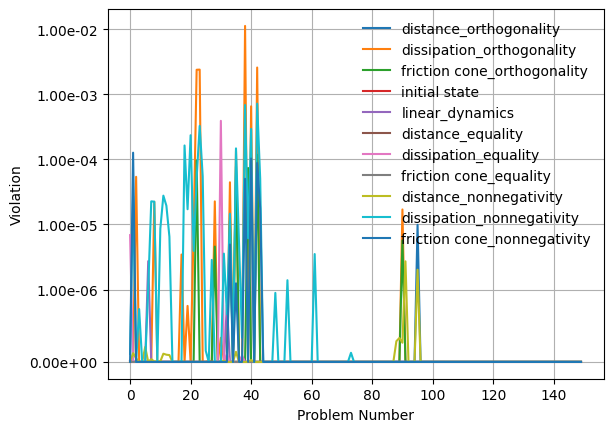 1.00e-02
1.00e-03
1.00e-04
1.00e-05
1.00e-06
0.00e+00
Violation
distance_orthogonality
dissipation_orthogonality
friction cone_orthogonality
initial state
linear_dynamics
distance_equality
dissipation_equality
friction cone_equality
distance_nonnegativity
dissipation_nonnegativity
friction cone_nonnegativity
0 20 40 60 80 100 120 140
Problem Number